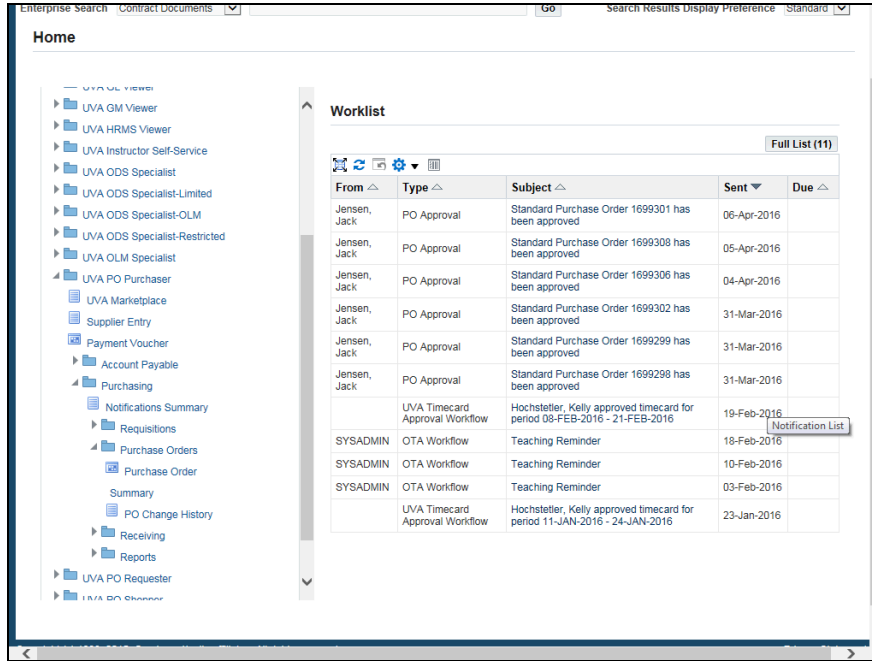 Enterprise Search Contract Documents Go Search Results Display Preference Standard
Home
UVA GL Viewer
UVA GM Viewer
UVA HRMS Viewer
UVA Instructor Self-Service
UVA ODS Specialist
UVA ODS Specialist-Limited
UVA ODS Specialist-OLM
UVA ODS Specialist-Restricted
UVA OLM Specialist
UVA PO Purchaser
UVA Marketplace
Supplier Entry
Payment Voucher
Account Payable
Purchasing
Notifications Summary
Requisitions
Purchase Orders
Purchase Order
Summary
PO Change History
Receiving
Reports
UVA PO Requester
UVA PO Shopper
Worklist
Full List (11)
From Type Subject Sent Due
Jensen, Jack PO Approval Standard Purchase Order 1699301 has been approved 06-Apr-2016
Jensen, Jack PO Approval Standard Purchase Order 1699308 has been approved 05-Apr-2016
Jensen, Jack PO Approval Standard Purchase Order 1699306 has been approved 04-Apr-2016
Jensen, Jack PO Approval Standard Purchase Order 1699302 has been approved 31-Mar-2016
Jensen, Jack PO Approval Standard Purchase Order 1699299 has been approved 31-Mar-2016
Jensen, Jack PO Approval Standard Purchase Order 1699298 has been approved 31-Mar-2016
UVA Timecard Approval Workflow Hochstetler, Kelly approved timecard for period 08-FEB-2016 - 21-FEB-2016 19-Feb-2016
Notification List
SYSADMIN OTA Workflow Teaching Reminder 18-Feb-2016
SYSADMIN OTA Workflow Teaching Reminder 10-Feb-2016
SYSADMIN OTA Workflow Teaching Reminder 03-Feb-2016
UVA Timecard Approval Workflow Hochstetler, Kelly approved timecard for period 11-JAN-2016 - 24-JAN-2016 23-Jan-2016